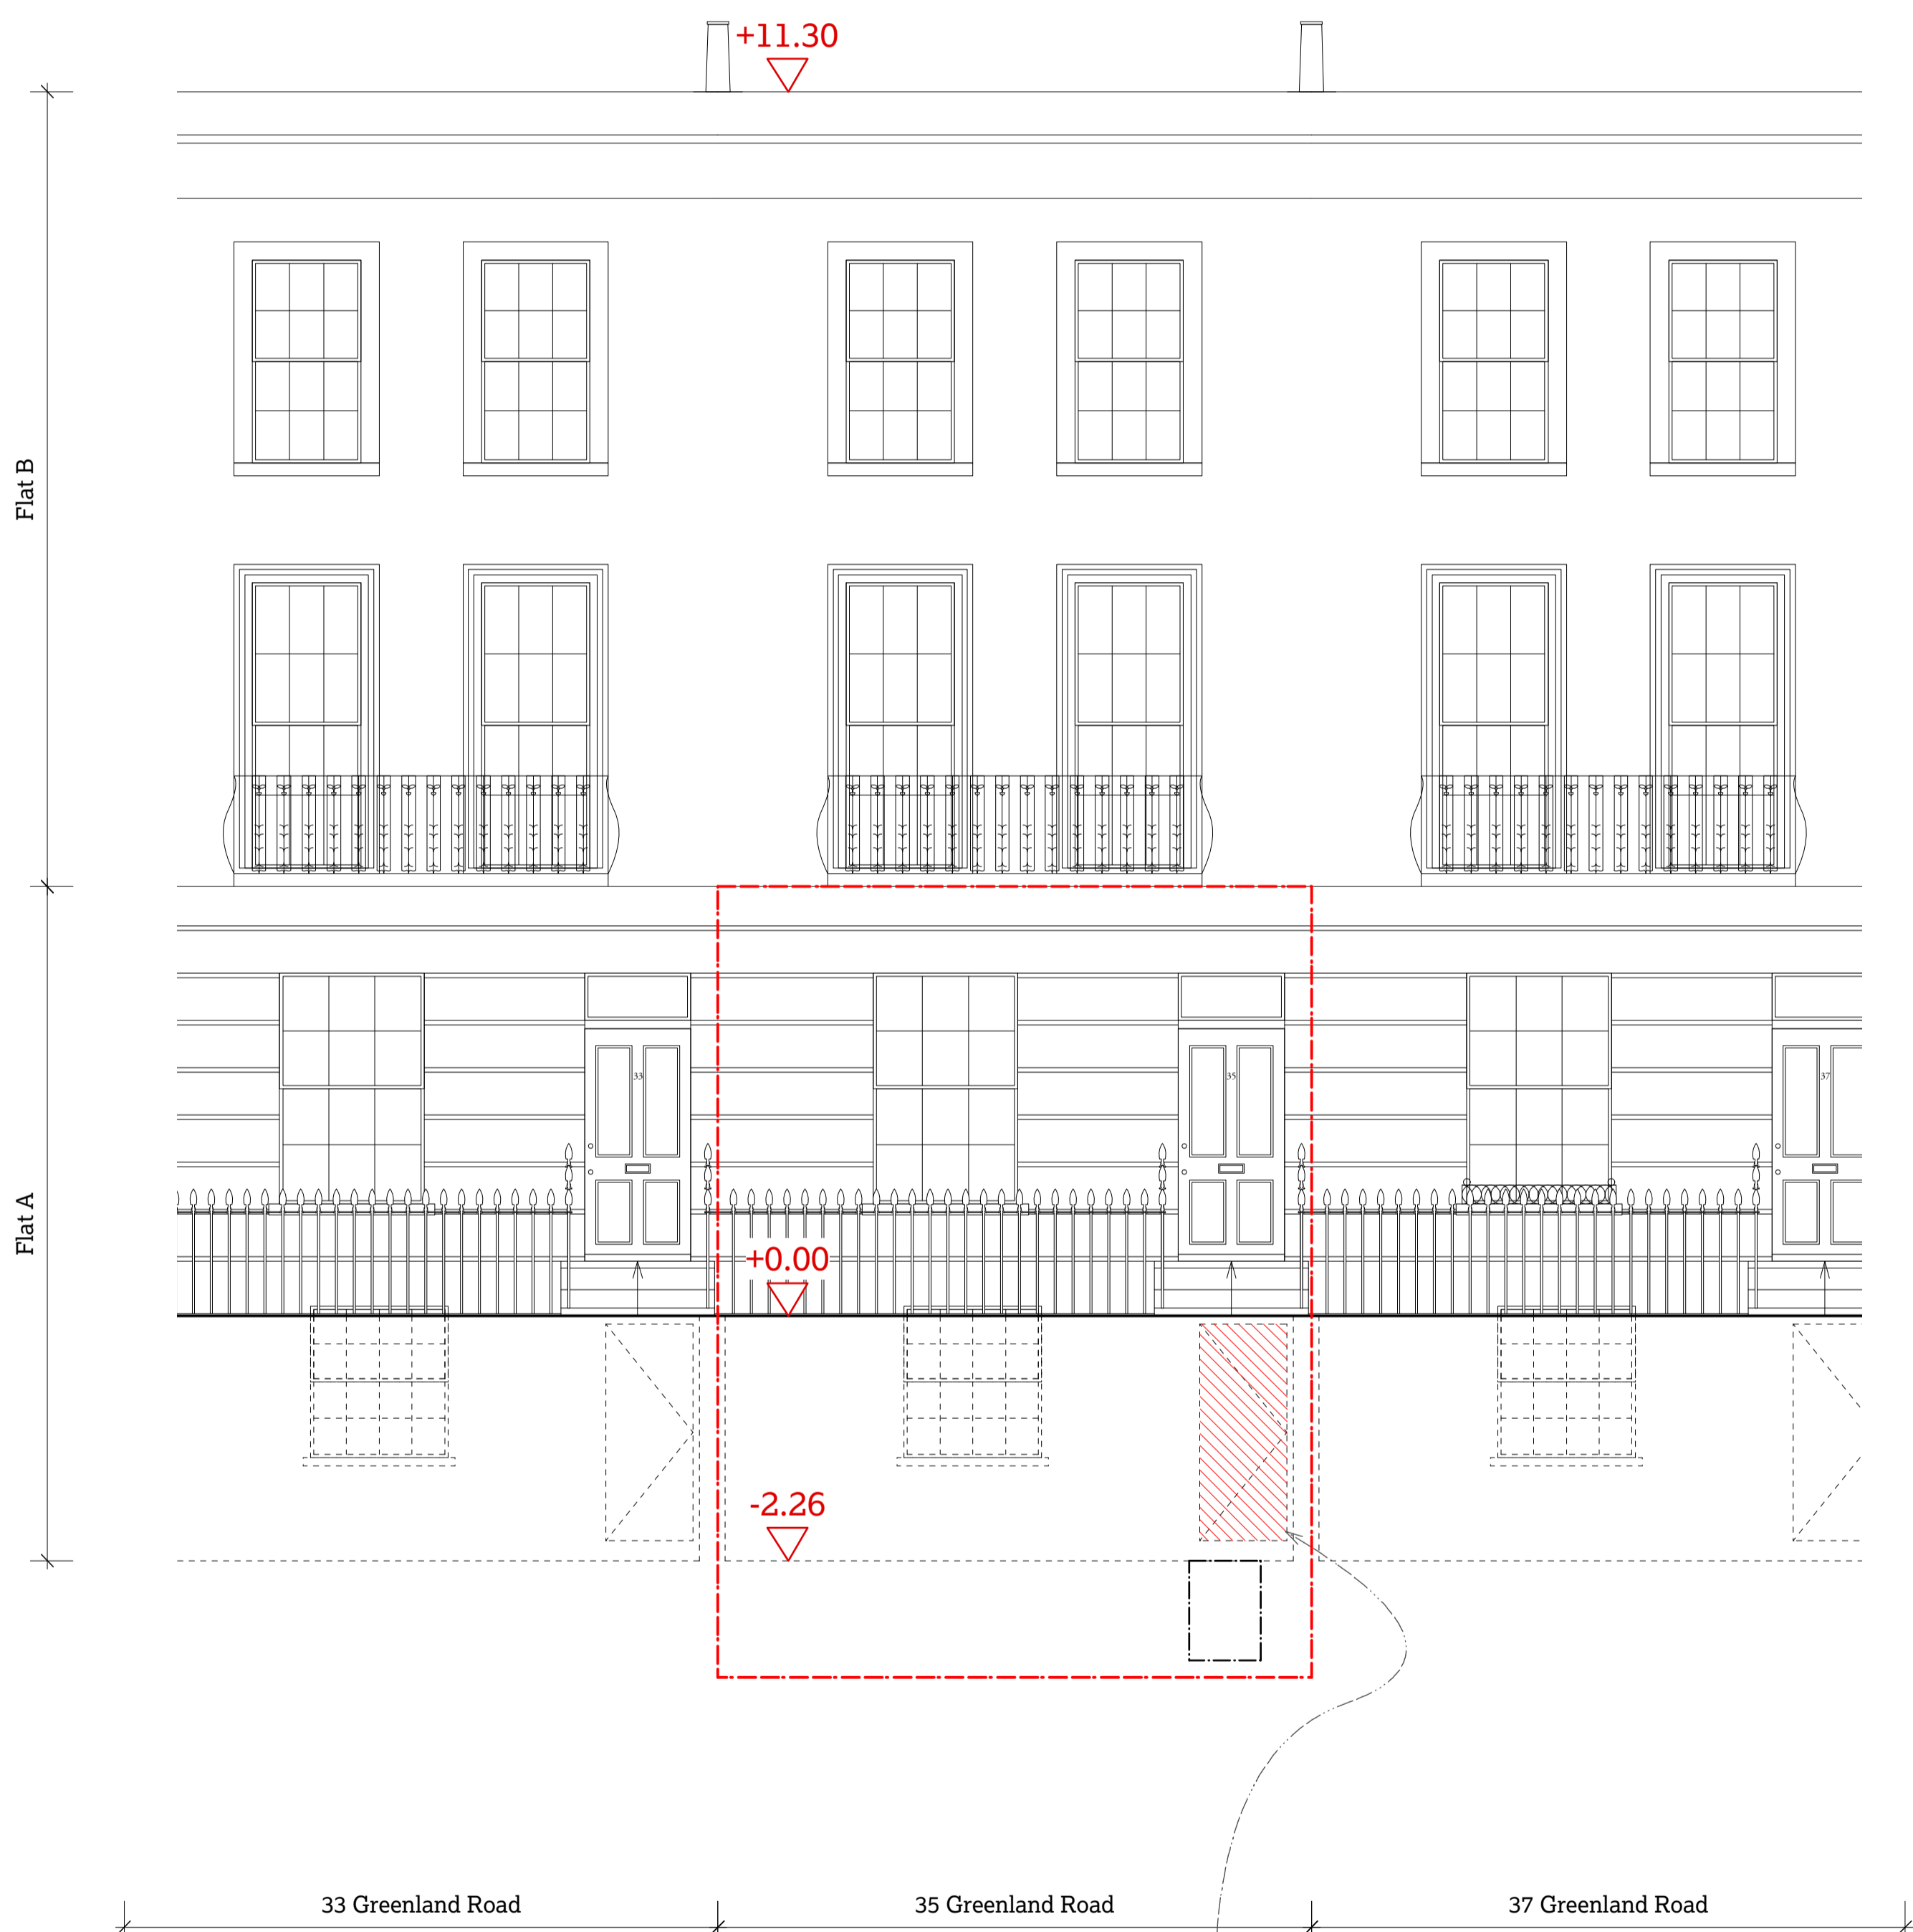 +11.30
Flat B
Flat A
33
35
37
+0.00
-2.26
33 Greenland Road
35 Greenland Road
37 Greenland Road